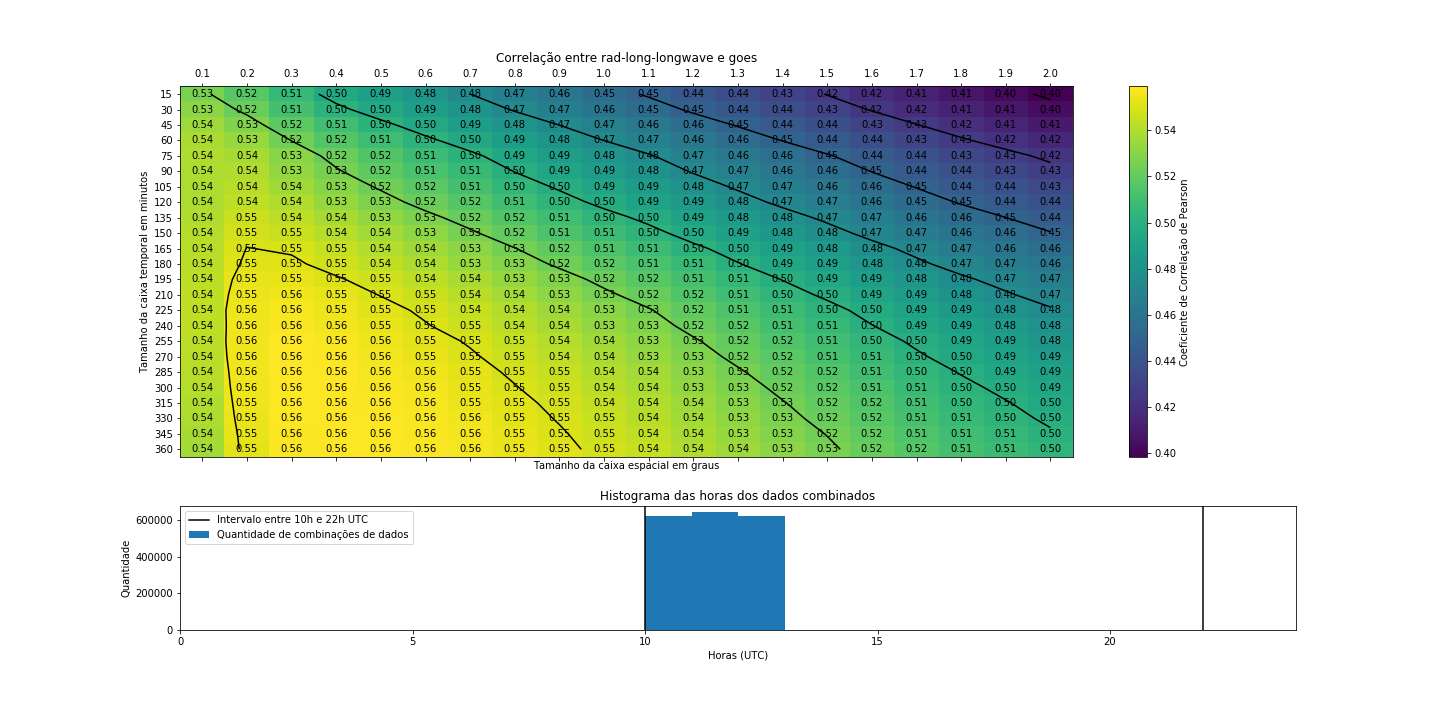 Correlação entre rad-long-longwave e goes
0.1 0.2 0.3 0.4 0.5 0.6 0.7 0.8 0.9 1.0 1.1 1.2 1.3 1.4 1.5 1.6 1.7 1.8 1.9 2.0
15 0.53 0.52 0.51 0.50 0.49 0.48 0.48 0.47 0.46 0.45 0.45 0.44 0.44 0.43 0.42 0.42 0.41 0.41 0.40 0.40
30 0.53 0.52 0.51 0.50 0.50 0.49 0.48 0.47 0.47 0.46 0.45 0.45 0.44 0.44 0.43 0.42 0.42 0.41 0.41 0.40
45 0.54 0.53 0.52 0.51 0.50 0.50 0.49 0.48 0.47 0.47 0.46 0.46 0.45 0.44 0.44 0.43 0.43 0.42 0.41 0.41
60 0.54 0.53 0.52 0.52 0.51 0.50 0.50 0.49 0.48 0.47 0.47 0.46 0.46 0.45 0.44 0.44 0.43 0.43 0.42 0.42
75 0.54 0.54 0.53 0.52 0.52 0.51 0.50 0.49 0.49 0.48 0.48 0.47 0.46 0.46 0.45 0.44 0.44 0.43 0.43 0.42
90 0.54 0.54 0.53 0.53 0.52 0.51 0.51 0.50 0.49 0.49 0.48 0.47 0.47 0.46 0.46 0.45 0.44 0.44 0.43 0.43
105 0.54 0.54 0.54 0.53 0.52 0.52 0.51 0.50 0.50 0.49 0.49 0.48 0.47 0.47 0.46 0.46 0.45 0.44 0.44 0.43
120 0.54 0.54 0.54 0.53 0.53 0.52 0.52 0.51 0.50 0.50 0.49 0.49 0.48 0.47 0.47 0.46 0.45 0.45 0.44 0.44
135 0.54 0.55 0.54 0.54 0.53 0.53 0.52 0.52 0.51 0.50 0.50 0.49 0.48 0.48 0.47 0.47 0.46 0.46 0.45 0.44
150 0.54 0.55 0.55 0.54 0.54 0.53 0.53 0.52 0.51 0.51 0.50 0.50 0.49 0.48 0.48 0.47 0.47 0.46 0.46 0.45
165 0.54 0.55 0.55 0.55 0.54 0.54 0.53 0.53 0.52 0.51 0.51 0.50 0.50 0.49 0.48 0.48 0.47 0.47 0.46 0.46
180 0.54 0.55 0.55 0.55 0.54 0.54 0.53 0.53 0.52 0.52 0.51 0.51 0.50 0.49 0.49 0.48 0.48 0.47 0.47 0.46
195 0.54 0.55 0.55 0.55 0.55 0.54 0.54 0.53 0.53 0.52 0.52 0.51 0.51 0.50 0.49 0.49 0.48 0.48 0.47 0.47
210 0.54 0.55 0.56 0.55 0.55 0.55 0.54 0.54 0.53 0.53 0.52 0.52 0.51 0.50 0.50 0.49 0.49 0.48 0.48 0.47
225 0.54 0.56 0.56 0.55 0.55 0.55 0.54 0.54 0.54 0.53 0.53 0.52 0.51 0.51 0.50 0.50 0.49 0.49 0.48 0.48
240 0.54 0.56 0.56 0.56 0.55 0.55 0.55 0.54 0.54 0.53 0.53 0.52 0.52 0.51 0.51 0.50 0.50 0.49 0.48 0.48
255 0.54 0.56 0.56 0.56 0.56 0.55 0.55 0.54 0.54 0.54 0.53 0.53 0.52 0.51 0.51 0.50 0.50 0.49 0.49 0.48
270 0.54 0.56 0.56 0.56 0.56 0.55 0.55 0.55 0.54 0.54 0.53 0.53 0.52 0.52 0.51 0.51 0.50 0.50 0.49 0.49
285 0.54 0.56 0.56 0.56 0.56 0.56 0.55 0.55 0.54 0.54 0.54 0.53 0.53 0.52 0.52 0.51 0.50 0.50 0.49 0.49
300 0.54 0.56 0.56 0.56 0.56 0.56 0.55 0.55 0.55 0.54 0.54 0.53 0.53 0.52 0.52 0.51 0.51 0.50 0.50 0.49
315 0.54 0.55 0.56 0.56 0.56 0.56 0.55 0.55 0.55 0.54 0.54 0.54 0.53 0.53 0.52 0.52 0.51 0.50 0.50 0.50
330 0.54 0.55 0.56 0.56 0.56 0.56 0.56 0.55 0.55 0.54 0.54 0.54 0.53 0.53 0.52 0.52 0.51 0.51 0.50 0.50
345 0.54 0.55 0.56 0.56 0.56 0.56 0.56 0.55 0.55 0.55 0.54 0.54 0.53 0.53 0.52 0.52 0.51 0.51 0.51 0.50
360 0.54 0.55 0.56 0.56 0.56 0.56 0.56 0.55 0.55 0.55 0.54 0.54 0.54 0.53 0.53 0.52 0.52 0.51 0.51 0.50
Tamanho da caixa temporal em minutos
Tamanho da caixa espacial em graus
0.54
0.52
0.50
0.48
0.46
0.44
0.42
0.40
Coeficiente de Correlação de Pearson
Histograma das horas dos dados combinados
Intervalo entre 10h e 22h UTC
Quantidade de combinações de dados
600000
400000
200000
0
Quantidade
0 5 10 15 20
Horas (UTC)